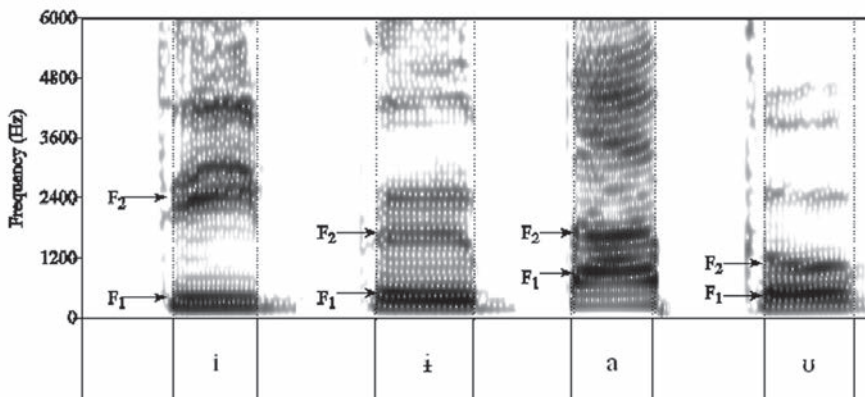 6000
4800
3600
2400
1200
0
Frequency (Hz)
F₂
F₁
F₂
F₁
F₂
F₁
F₂
F₁
i
ɨ
a
ʊ